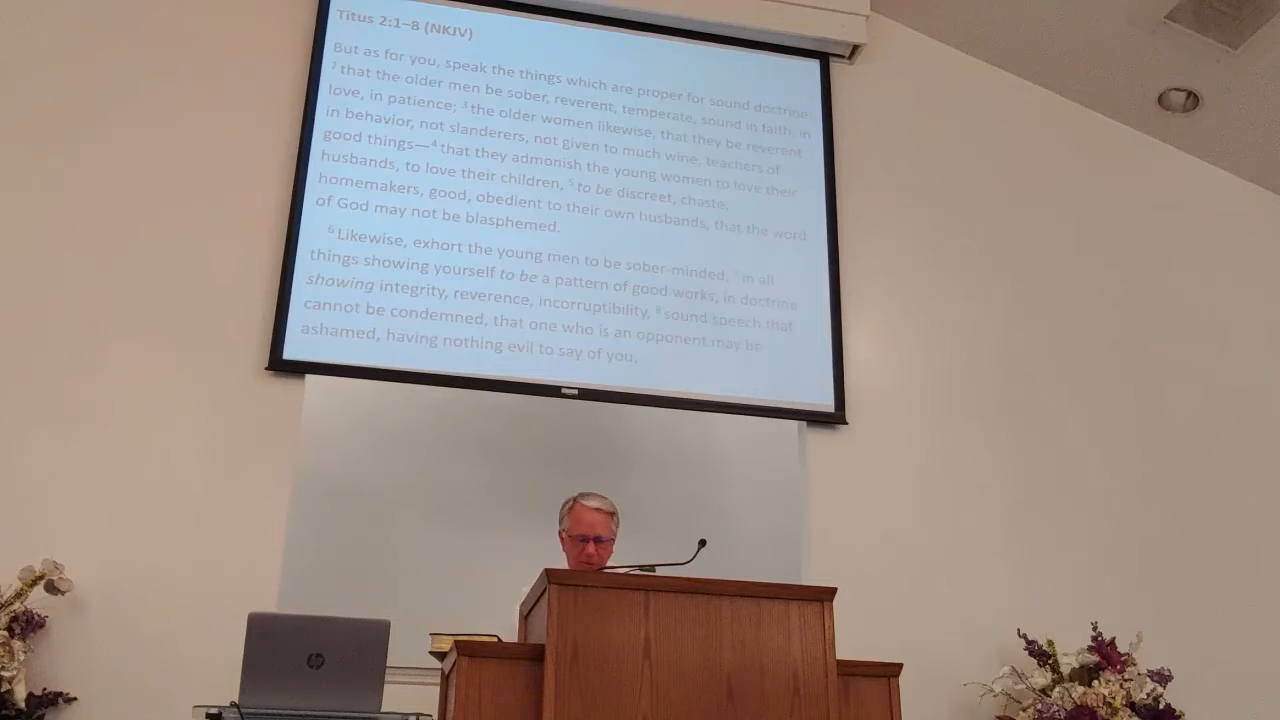 Titus 2:1–8 (NKJV)
But as for you, speak the things which are proper for sound doctrine:
2 that the older men be sober, reverent, temperate, sound in faith, in
love, in patience; 3 the older women likewise, that they be reverent
in behavior, not slanderers, not given to much wine, teachers of
good things—4 that they admonish the young women to love their
husbands, to love their children, 5 to be discreet, chaste,
homemakers, good, obedient to their own husbands, that the word
of God may not be blasphemed.
6 Likewise, exhort the young men to be sober-minded, 7 in all
things showing yourself to be a pattern of good works; in doctrine
showing integrity, reverence, incorruptibility, 8 sound speech that
cannot be condemned, that one who is an opponent may be
ashamed, having nothing evil to say of you.
hp